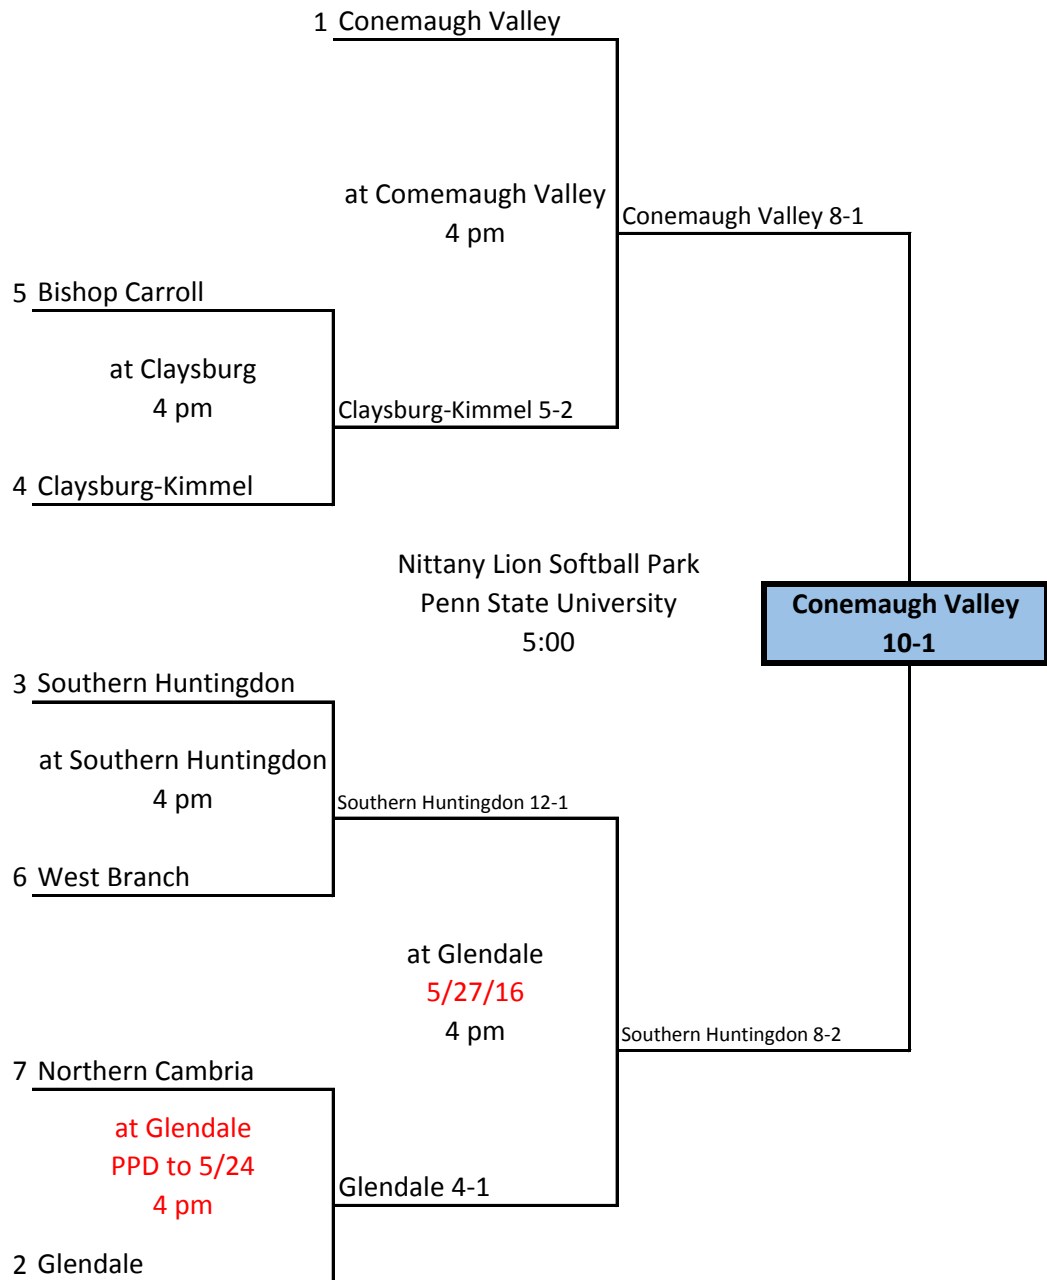 1 Conemaugh Valley
at Comemaugh Valley
4 pm
Conemaugh Valley 8-1
5 Bishop Carroll
at Claysburg
4 pm
Claysburg-Kimmel 5-2
4 Claysburg-Kimmel
Nittany Lion Softball Park
Penn State University
5:00
Conemaugh Valley
10-1
3 Southern Huntingdon
at Southern Huntingdon
4 pm
Southern Huntingdon 12-1
6 West Branch
at Glendale
5/27/16
4 pm
Southern Huntingdon 8-2
7 Northern Cambria
at Glendale
PPD to 5/24
4 pm
Glendale 4-1
2 Glendale